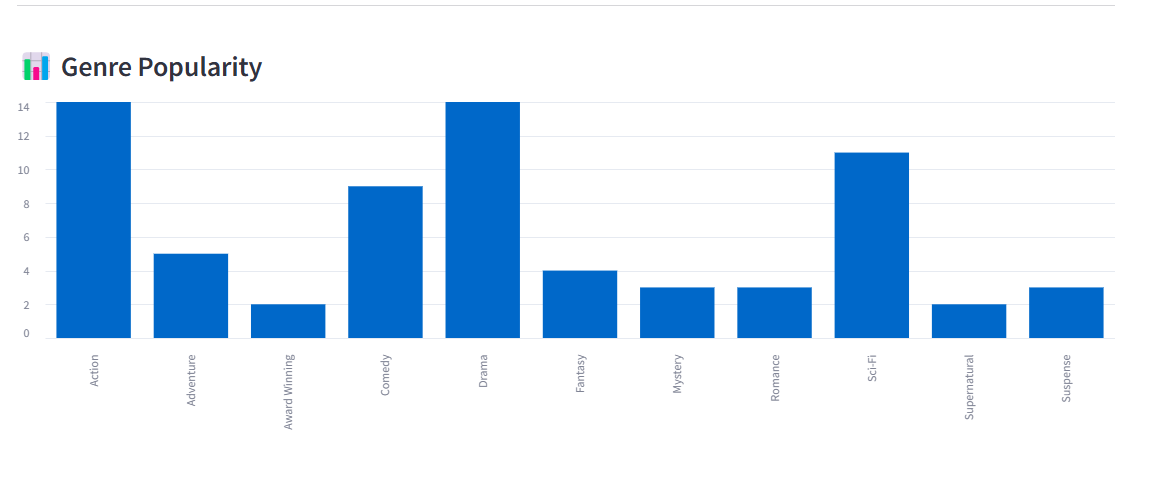 Genre Popularity
14
12
10
8
6
4
2
0
Action
Adventure
Award Winning
Comedy
Drama
Fantasy
Mystery
Romance
Sci-Fi
Supernatural
Suspense